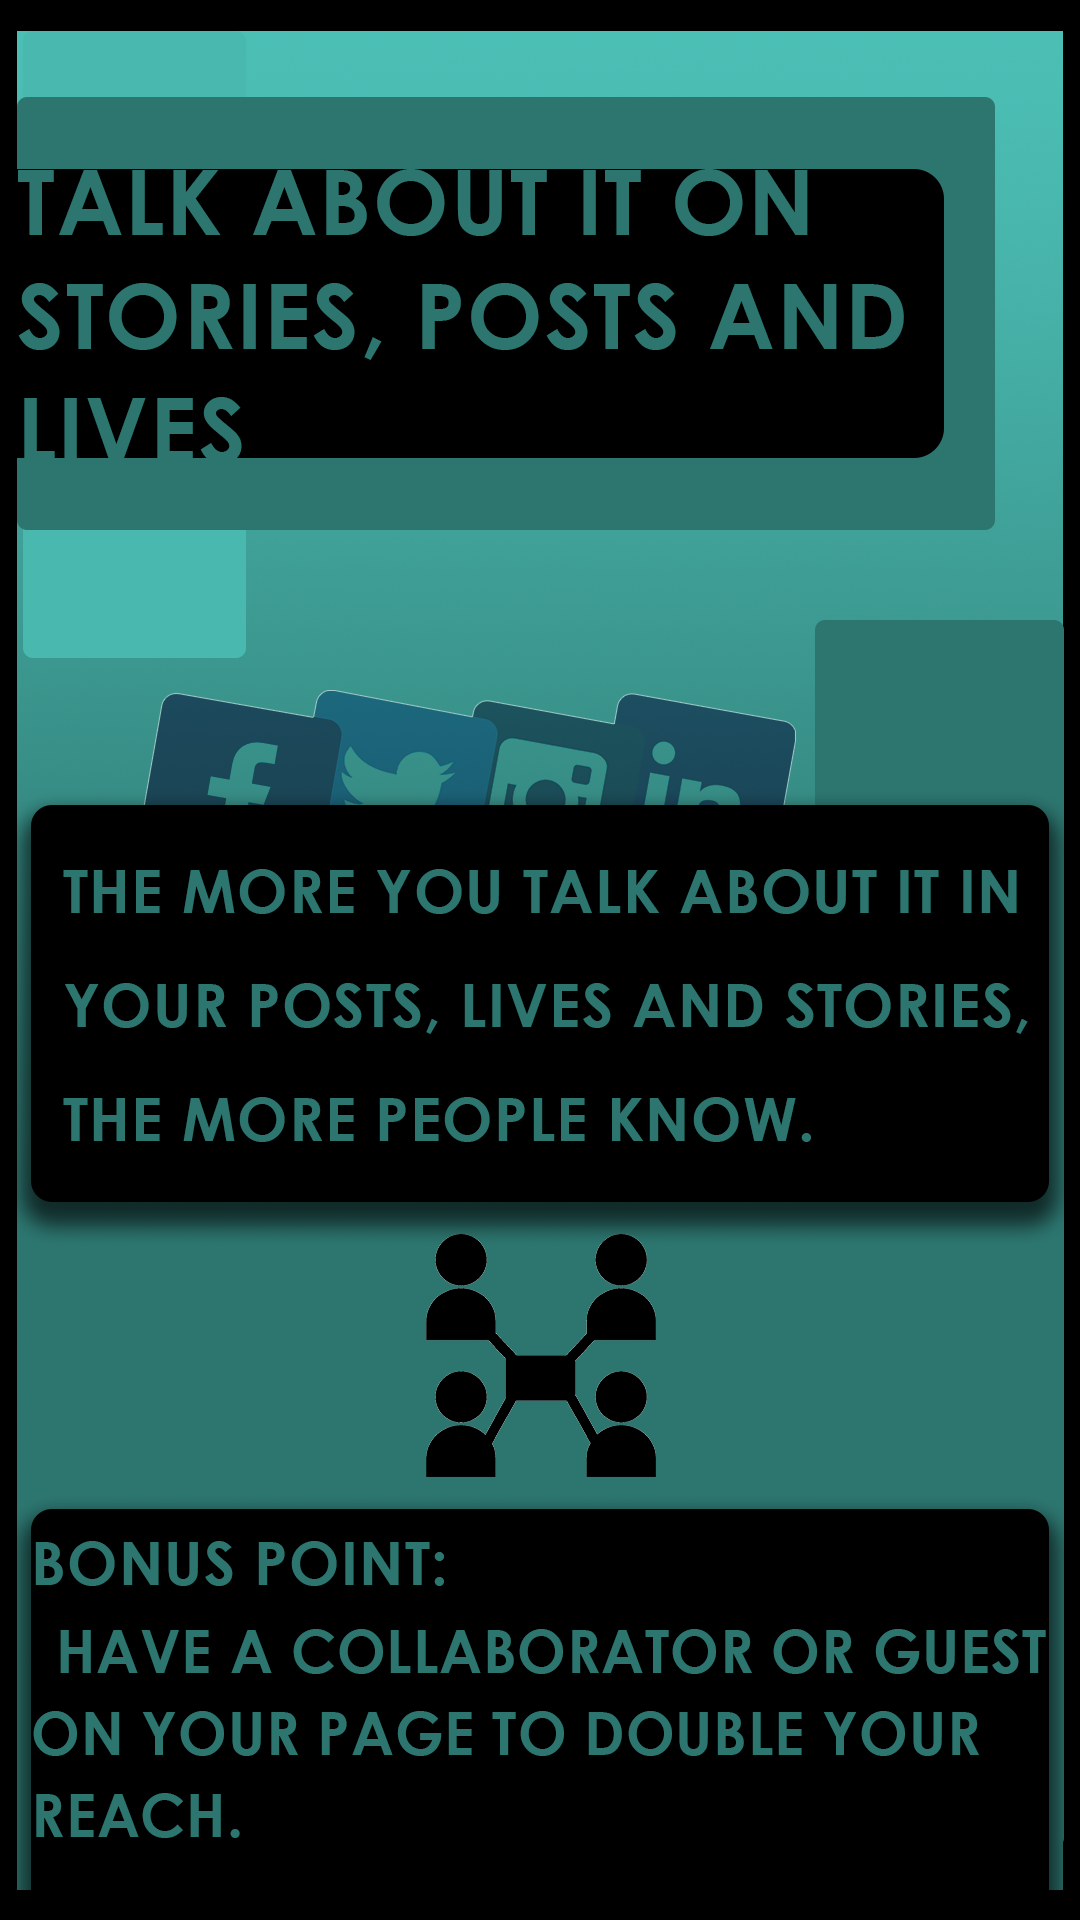 TALK ABOUT IT ON
STORIES, POSTS AND
LIVES
f
in
THE MORE YOU TALK ABOUT IT IN
YOUR POSTS, LIVES AND STORIES,
THE MORE PEOPLE KNOW.
BONUS POINT:
HAVE A COLLABORATOR OR GUEST
ON YOUR PAGE TO DOUBLE YOUR
REACH.